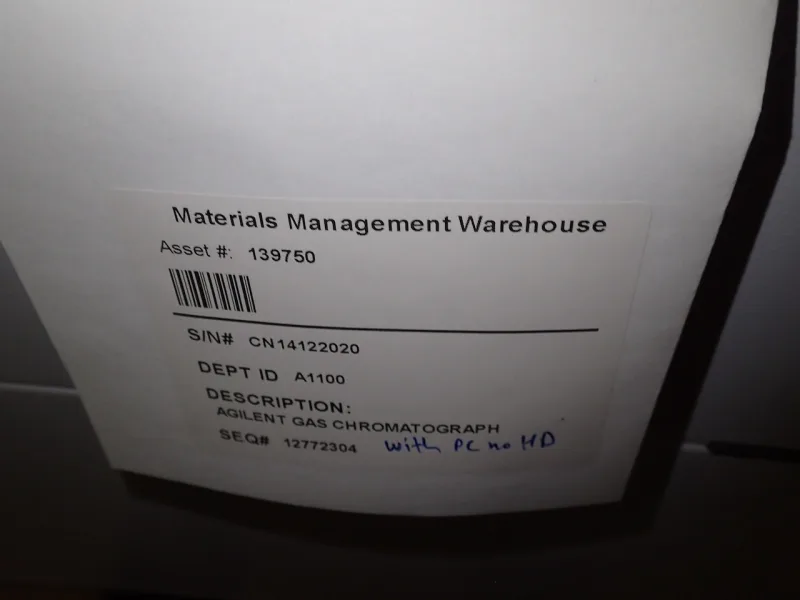 Materials Management Warehouse
Asset #: 139750
S/N# CN14122020
DEPT ID A1100
DESCRIPTION:
AGILENT GAS CHROMATOGRAPH
SEQ# 12772304 with PC no HD